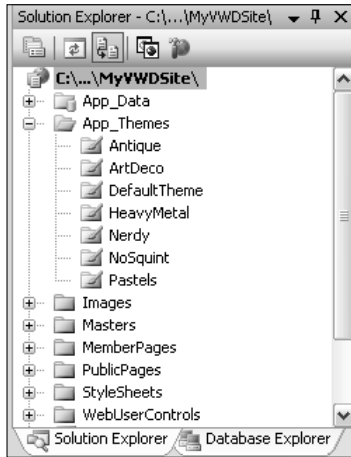 Solution Explorer - C:\...\MyVWDSite\
C:\...\MyVWDSite\
App_Data
App_Themes
Antique
ArtDeco
DefaultTheme
HeavyMetal
Nerdy
NoSquint
Pastels
Images
Masters
MemberPages
PublicPages
StyleSheets
WebUserControls
Solution Explorer Database Explorer